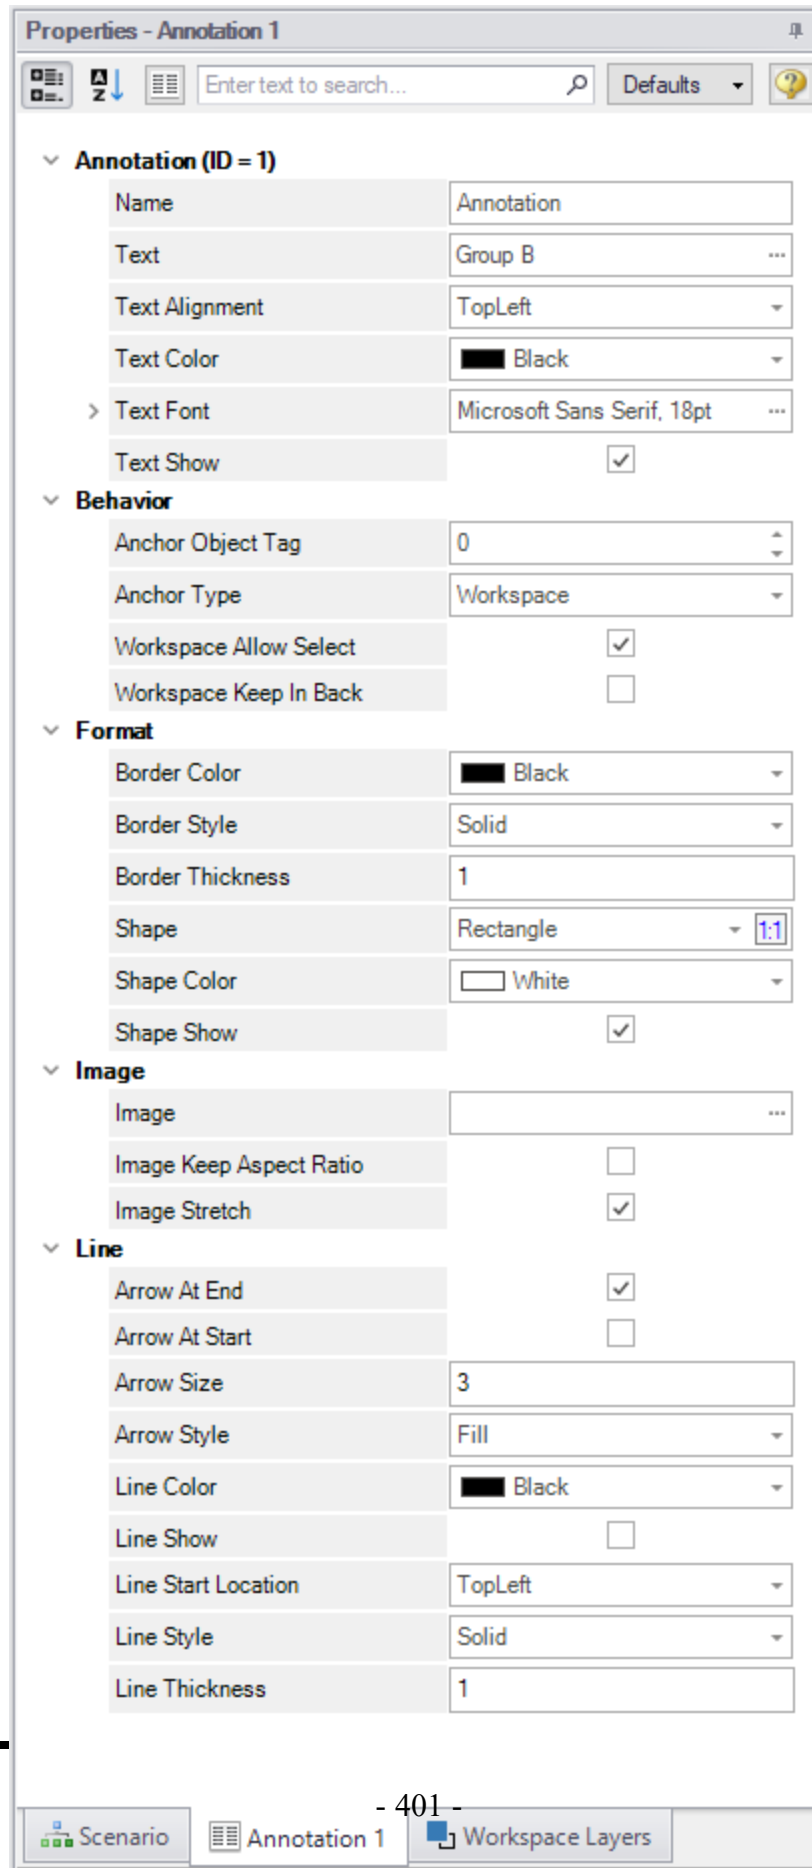 Properties - Annotation 1
Enter text to search... Defaults
Annotation (ID = 1)
Name Annotation
Text Group B ...
Text Alignment TopLeft
Text Color Black
Text Font Microsoft Sans Serif, 18pt ...
Text Show
Behavior
Anchor Object Tag 0
Anchor Type Workspace
Workspace Allow Select
Workspace Keep In Back
Format
Border Color Black
Border Style Solid
Border Thickness 1
Shape Rectangle 1:1
Shape Color White
Shape Show
Image
Image ...
Image Keep Aspect Ratio
Image Stretch
Line
Arrow At End
Arrow At Start
Arrow Size 3
Arrow Style Fill
Line Color Black
Line Show
Line Start Location TopLeft
Line Style Solid
Line Thickness 1
- 401 -
Scenario Annotation 1 Workspace Layers